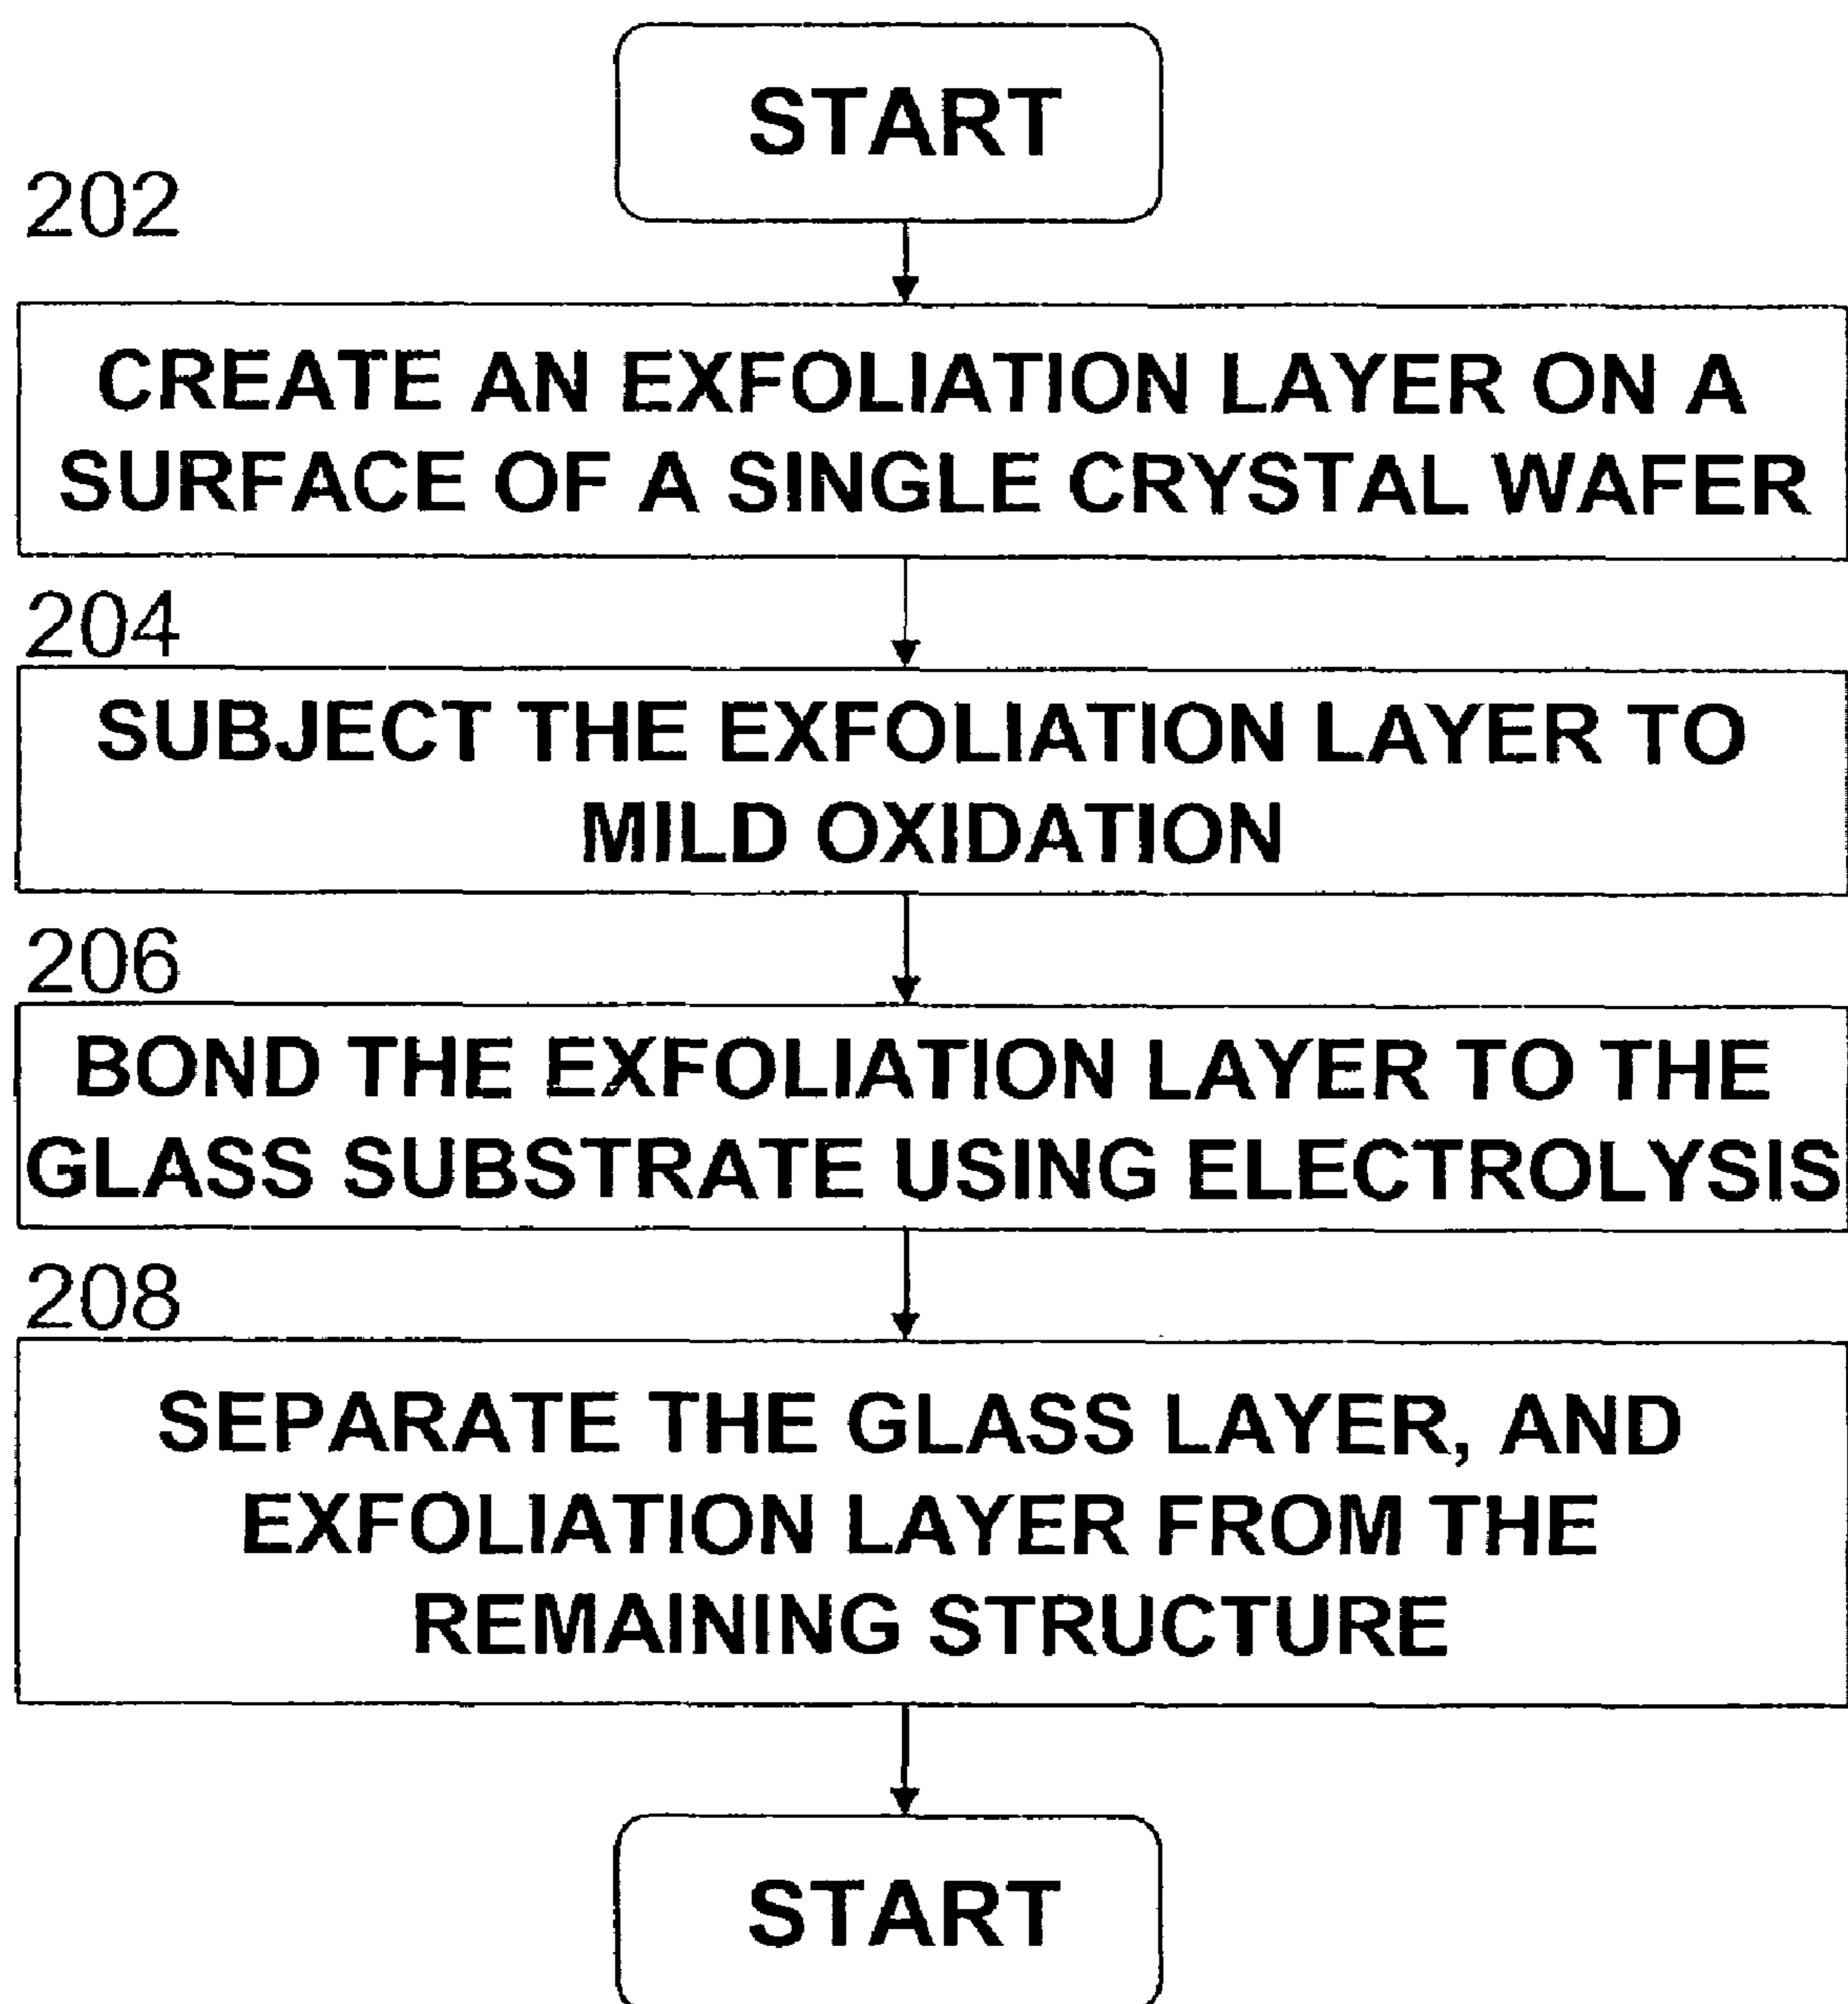 START
202
CREATE AN EXFOLIATION LAYER ON A
SURFACE OF A SINGLE CRYSTAL WAFER
204
SUBJECT THE EXFOLIATION LAYER TO
MILD OXIDATION
206
BOND THE EXFOLIATION LAYER TO THE
GLASS SUBSTRATE USING ELECTROLYSIS
208
SEPARATE THE GLASS LAYER, AND
EXFOLIATION LAYER FROM THE
REMAINING STRUCTURE
START